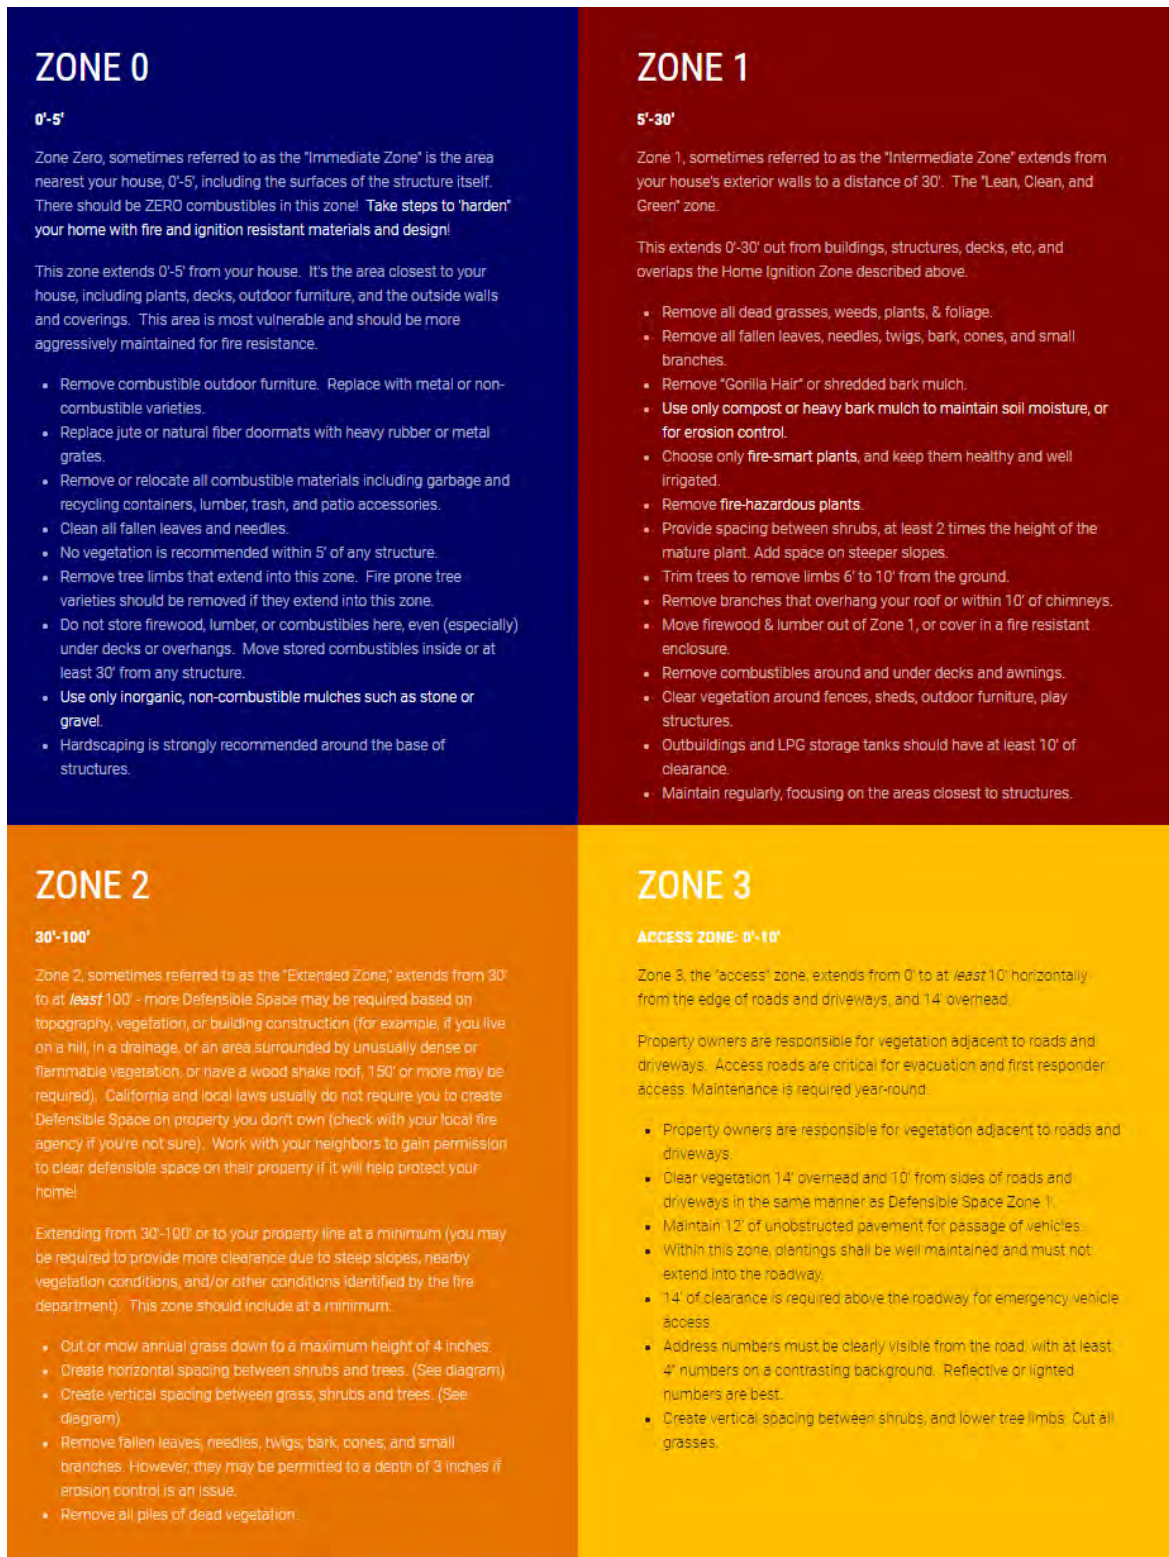 ZONE 0
0'-5'
Zone Zero, sometimes referred to as the "Immediate Zone" is the area
nearest your house, 0'-5', including the surfaces of the structure itself.
There should be ZERO combustibles in this zone!  Take steps to 'harden"
your home with fire and ignition resistant materials and design!
This zone extends 0'-5' from your house.  It's the area closest to your
house, including plants, decks, outdoor furniture, and the outside walls
and coverings.  This area is most vulnerable and should be more
aggressively maintained for fire resistance.
• Remove combustible outdoor furniture.  Replace with metal or non-
combustible varieties.
• Replace jute or natural fiber doormats with heavy rubber or metal
grates.
• Remove or relocate all combustible materials including garbage and
recycling containers, lumber, trash, and patio accessories.
• Clean all fallen leaves and needles.
• No vegetation is recommended within 5' of any structure.
• Remove tree limbs that extend into this zone.  Fire prone tree
varieties should be removed if they extend into this zone.
• Do not store firewood, lumber, or combustibles here, even (especially)
under decks or overhangs.  Move stored combustibles inside or at
least 30' from any structure.
• Use only inorganic, non-combustible mulches such as stone or
gravel.
• Hardscaping is strongly recommended around the base of
structures.
ZONE 1
5'-30'
Zone 1, sometimes referred to as the "Intermediate Zone" extends from
your house's exterior walls to a distance of 30'.  The "Lean, Clean, and
Green" zone.
This extends 0'-30' out from buildings, structures, decks, etc, and
overlaps the Home Ignition Zone described above.
• Remove all dead grasses, weeds, plants, & foliage.
• Remove all fallen leaves, needles, twigs, bark, cones, and small
branches.
• Remove "Gorilla Hair" or shredded bark mulch.
• Use only compost or heavy bark mulch to maintain soil moisture, or
for erosion control.
• Choose only fire-smart plants, and keep them healthy and well
irrigated.
• Remove fire-hazardous plants.
• Provide spacing between shrubs, at least 2 times the height of the
mature plant. Add space on steeper slopes.
• Trim trees to remove limbs 6' to 10' from the ground.
• Remove branches that overhang your roof or within 10' of chimneys.
• Move firewood & lumber out of Zone 1, or cover in a fire resistant
enclosure.
• Remove combustibles around and under decks and awnings.
• Clear vegetation around fences, sheds, outdoor furniture, play
structures.
• Outbuildings and LPG storage tanks should have at least 10' of
clearance.
• Maintain regularly, focusing on the areas closest to structures.
ZONE 2
30'-100'
Zone 2, sometimes referred to as the "Extended Zone," extends from 30'
to at least 100' - more Defensible Space may be required based on
topography, vegetation, or building construction (for example, if you live
on a hill, in a drainage, or an area surrounded by unusually dense or
flammable vegetation, or have a wood shake roof, 150' or more may be
required).  California and local laws usually do not require you to create
Defensible Space on property you don't own (check with your local fire
agency if you're not sure).  Work with your neighbors to gain permission
to clear defensible space on their property if it will help protect your
home!
Extending from 30'-100' or to your property line at a minimum (you may
be required to provide more clearance due to steep slopes, nearby
vegetation conditions, and/or other conditions identified by the fire
department).  This zone should include at a minimum:
• Cut or mow annual grass down to a maximum height of 4 inches.
• Create horizontal spacing between shrubs and trees. (See diagram)
• Create vertical spacing between grass, shrubs and trees. (See
diagram)
• Remove fallen leaves, needles, twigs, bark, cones, and small
branches. However, they may be permitted to a depth of 3 inches if
erosion control is an issue.
• Remove all piles of dead vegetation.
ZONE 3
ACCESS ZONE: 0'-10'
Zone 3, the "access" zone, extends from 0' to at least 10' horizontally
from the edge of roads and driveways, and 14' overhead.
Property owners are responsible for vegetation adjacent to roads and
driveways.  Access roads are critical for evacuation and first responder
access. Maintenance is required year-round.
• Property owners are responsible for vegetation adjacent to roads and
driveways.
• Clear vegetation 14' overhead and 10' from sides of roads and
driveways in the same manner as Defensible Space Zone 1.
• Maintain 12' of unobstructed pavement for passage of vehicles.
• Within this zone, plantings shall be well maintained and must not
extend into the roadway.
• 14' of clearance is required above the roadway for emergency vehicle
access.
• Address numbers must be clearly visible from the road, with at least
4" numbers on a contrasting background.  Reflective or lighted
numbers are best.
• Create vertical spacing between shrubs, and lower tree limbs. Cut all
grasses.